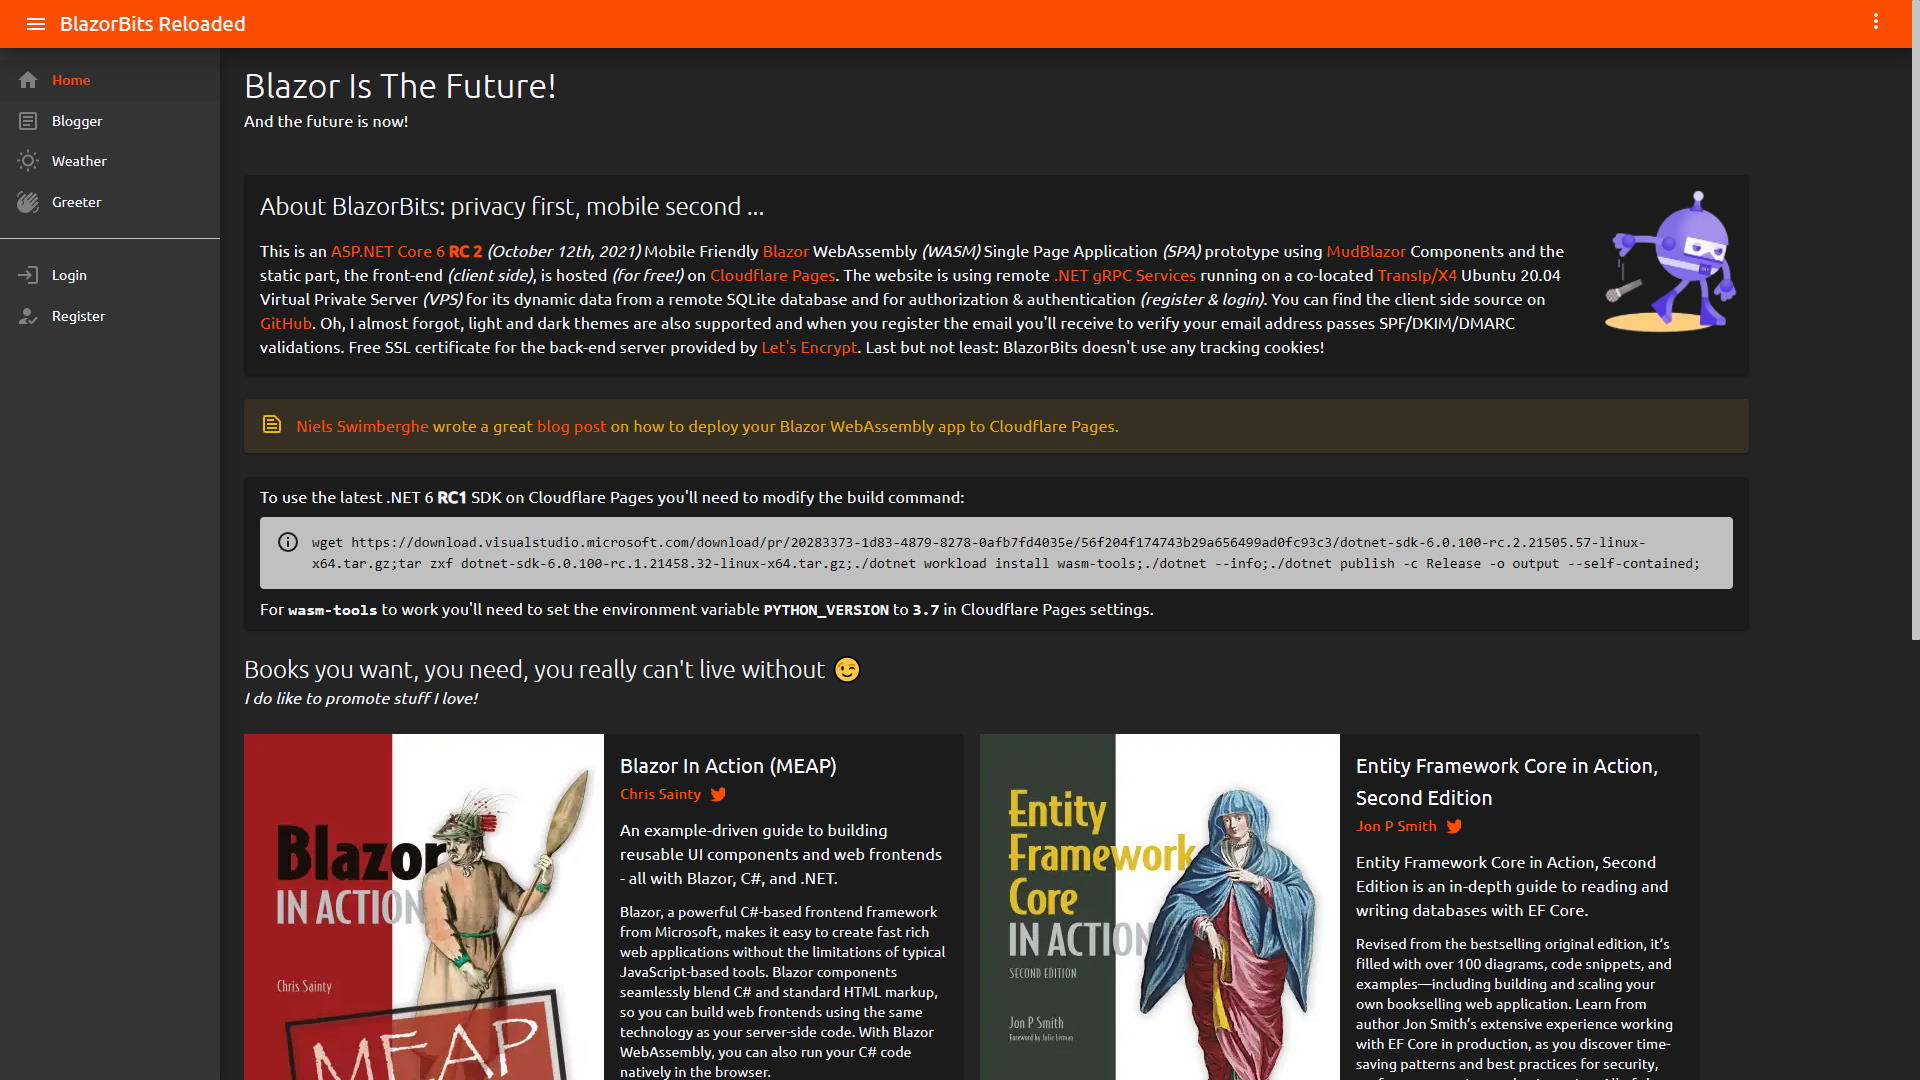 BlazorBits Reloaded
Home
Blogger
Weather
Greeter
Login
Register
Blazor Is The Future!
And the future is now!
About BlazorBits: privacy first, mobile second ...
This is an ASP.NET Core 6 RC 2 (October 12th, 2021) Mobile Friendly Blazor WebAssembly (WASM) Single Page Application (SPA) prototype using MudBlazor Components and the
static part, the front-end (client side), is hosted (for free!) on Cloudflare Pages. The website is using remote .NET gRPC Services running on a co-located TransIp/X4 Ubuntu 20.04
Virtual Private Server (VPS) for its dynamic data from a remote SQLite database and for authorization & authentication (register & login). You can find the client side source on
GitHub. Oh, I almost forgot, light and dark themes are also supported and when you register the email you'll receive to verify your email address passes SPF/DKIM/DMARC
validations. Free SSL certificate for the back-end server provided by Let's Encrypt. Last but not least: BlazorBits doesn't use any tracking cookies!
Niels Swimberghe wrote a great blog post on how to deploy your Blazor WebAssembly app to Cloudflare Pages.
To use the latest .NET 6 RC1 SDK on Cloudflare Pages you'll need to modify the build command:
wget https://download.visualstudio.microsoft.com/download/pr/20283373-1d83-4879-8278-0afb7fd4035e/56f204f174743b29a656499ad0fc93c3/dotnet-sdk-6.0.100-rc.2.21505.57-linux-
x64.tar.gz;tar zxf dotnet-sdk-6.0.100-rc.1.21458.32-linux-x64.tar.gz;./dotnet workload install wasm-tools;./dotnet --info;./dotnet publish -c Release -o output --self-contained;
For wasm-tools to work you'll need to set the environment variable PYTHON_VERSION to 3.7 in Cloudflare Pages settings.
Books you want, you need, you really can't live without 😉
I do like to promote stuff I love!
Blazor
IN ACTION
Chris Sainty
MEAP
Blazor In Action (MEAP)
Chris Sainty
An example-driven guide to building
reusable UI components and web frontends
- all with Blazor, C#, and .NET.
Blazor, a powerful C#-based frontend framework
from Microsoft, makes it easy to create fast rich
web applications without the limitations of typical
JavaScript-based tools. Blazor components
seamlessly blend C# and standard HTML markup,
so you can build web frontends using the same
technology as your server-side code. With Blazor
WebAssembly, you can also run your C# code
natively in the browser.
Entity
Framework
Core
IN ACTION
SECOND EDITION
Jon P Smith
Foreword by Julie Lerman
Entity Framework Core in Action,
Second Edition
Jon P Smith
Entity Framework Core in Action, Second
Edition is an in-depth guide to reading and
writing databases with EF Core.
Revised from the bestselling original edition, it’s
filled with over 100 diagrams, code snippets, and
examples—including building and scaling your
own bookselling web application. Learn from
author Jon Smith’s extensive experience working
with EF Core in production, as you discover time-
saving patterns and best practices for security,